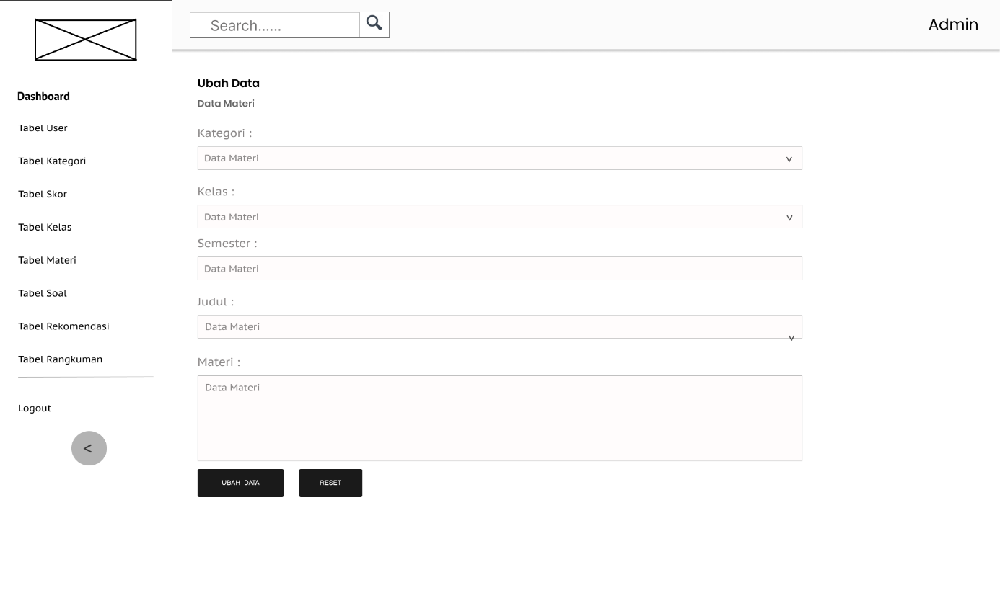 Search......
Admin
Dashboard
Tabel User
Tabel Kategori
Tabel Skor
Tabel Kelas
Tabel Materi
Tabel Soal
Tabel Rekomendasi
Tabel Rangkuman
Logout
<
Ubah Data
Data Materi
Kategori :
Data Materi v
Kelas :
Data Materi v
Semester :
Data Materi
Judul :
Data Materi v
Materi :
Data Materi
UBAH DATA
RESET